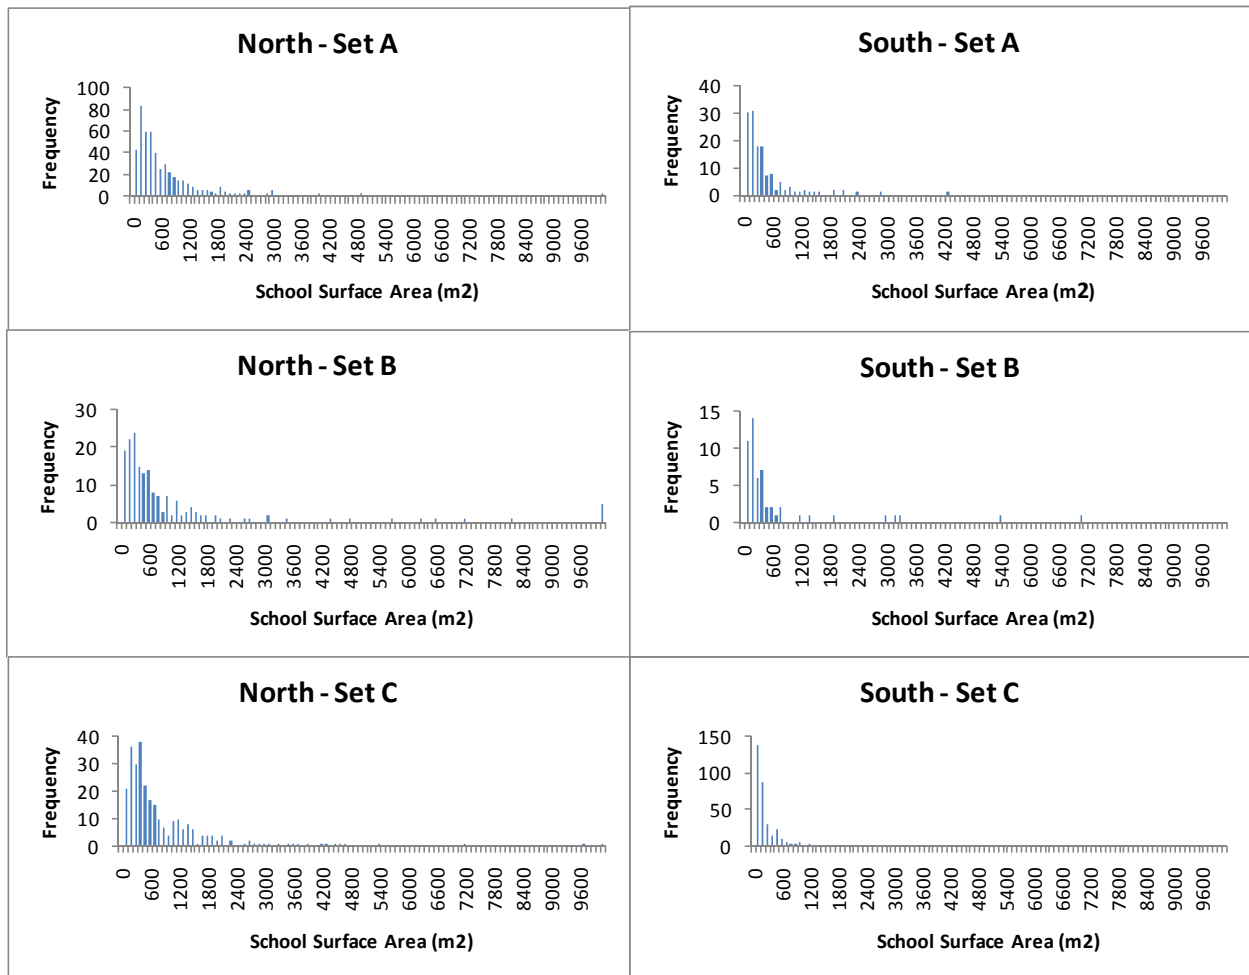 North - Set A
100
80
60
40
20
0
Frequency
0 600 1200 1800 2400 3000 3600 4200 4800 5400 6000 6600 7200 7800 8400 9000 9600
School Surface Area (m2)
South - Set A
40
30
20
10
0
Frequency
0 600 1200 1800 2400 3000 3600 4200 4800 5400 6000 6600 7200 7800 8400 9000 9600
School Surface Area (m2)
North - Set B
30
20
10
0
Frequency
0 600 1200 1800 2400 3000 3600 4200 4800 5400 6000 6600 7200 7800 8400 9000 9600
School Surface Area (m2)
South - Set B
15
10
5
0
Frequency
0 600 1200 1800 2400 3000 3600 4200 4800 5400 6000 6600 7200 7800 8400 9000 9600
School Surface Area (m2)
North - Set C
40
30
20
10
0
Frequency
0 600 1200 1800 2400 3000 3600 4200 4800 5400 6000 6600 7200 7800 8400 9000 9600
School Surface Area (m2)
South - Set C
150
100
50
0
Frequency
0 600 1200 1800 2400 3000 3600 4200 4800 5400 6000 6600 7200 7800 8400 9000 9600
School Surface Area (m2)